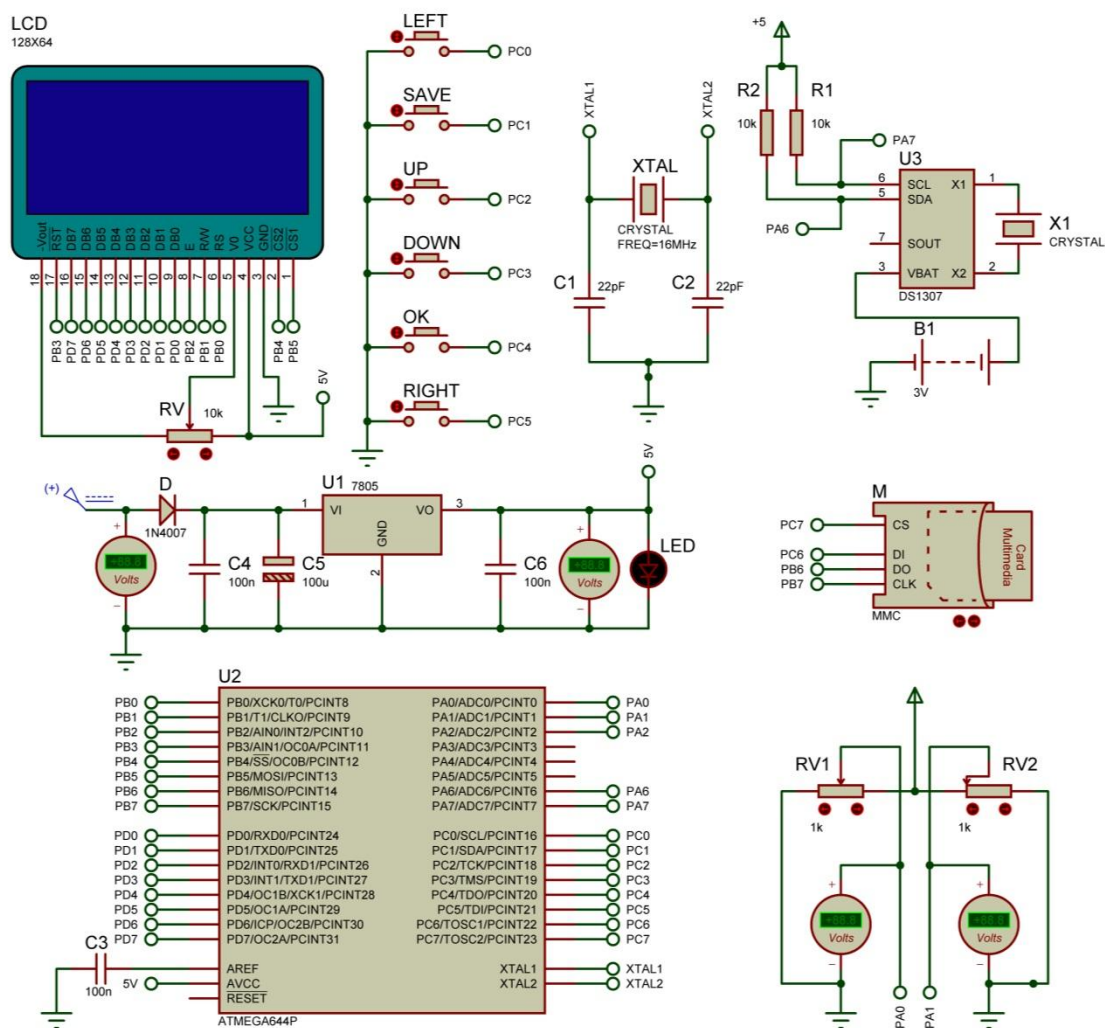 LCD
128X64
-Vout
RST
DB7
DB6
DB5
DB4
DB3
DB2
DB1
DB0
E
R/W
RS
V0
VCC
GND
CS2
CS1
18
17
16
15
14
13
12
11
10
9
8
7
6
5
4
3
2
1
PB3
PD7
PD6
PD5
PD4
PD3
PD2
PD1
PD0
PB2
PB1
PB0
PB4
PB5
RV
10k
5V
LEFT
PC0
SAVE
PC1
UP
PC2
DOWN
PC3
OK
PC4
RIGHT
PC5
XTAL1
XTAL2
XTAL
CRYSTAL
FREQ=16MHz
C1
22pF
C2
22pF
+5
R2
R1
10k
10k
PA7
PA6
U3
6
SCL
X1
1
5
SDA
7
SOUT
3
VBAT
X2
2
DS1307
X1
CRYSTAL
B1
3V
(+)
D
1N4007
+88.8
Volts
+
-
C4
100n
C5
100u
U1
7805
1
VI
VO
3
GND
2
C6
100n
+88.8
Volts
+
-
5V
LED
M
PC7
CS
PC6
DI
PB6
DO
PB7
CLK
Card
Multimedia
MMC
U2
PB0
PB0/XCK0/T0/PCINT8
PB1
PB1/T1/CLKO/PCINT9
PB2
PB2/AIN0/INT2/PCINT10
PB3
PB3/AIN1/OC0A/PCINT11
PB4
PB4/SS/OC0B/PCINT12
PB5
PB5/MOSI/PCINT13
PB6
PB6/MISO/PCINT14
PB7
PB7/SCK/PCINT15
PD0
PD0/RXD0/PCINT24
PD1
PD1/TXD0/PCINT25
PD2
PD2/INT0/RXD1/PCINT26
PD3
PD3/INT1/TXD1/PCINT27
PD4
PD4/OC1B/XCK1/PCINT28
PD5
PD5/OC1A/PCINT29
PD6
PD6/ICP/OC2B/PCINT30
PD7
PD7/OC2A/PCINT31
C3
100n
AREF
5V
AVCC
RESET
ATMEGA644P
PA0/ADC0/PCINT0
PA0
PA1/ADC1/PCINT1
PA1
PA2/ADC2/PCINT2
PA2
PA3/ADC3/PCINT3
PA4/ADC4/PCINT4
PA5/ADC5/PCINT5
PA6/ADC6/PCINT6
PA6
PA7/ADC7/PCINT7
PA7
PC0/SCL/PCINT16
PC0
PC1/SDA/PCINT17
PC1
PC2/TCK/PCINT18
PC2
PC3/TMS/PCINT19
PC3
PC4/TDO/PCINT20
PC4
PC5/TDI/PCINT21
PC5
PC6/TOSC1/PCINT22
PC6
PC7/TOSC2/PCINT23
PC7
XTAL1
XTAL1
XTAL2
XTAL2
RV1
1k
RV2
1k
+88.8
Volts
+
-
+88.8
Volts
+
-
PA0
PA1